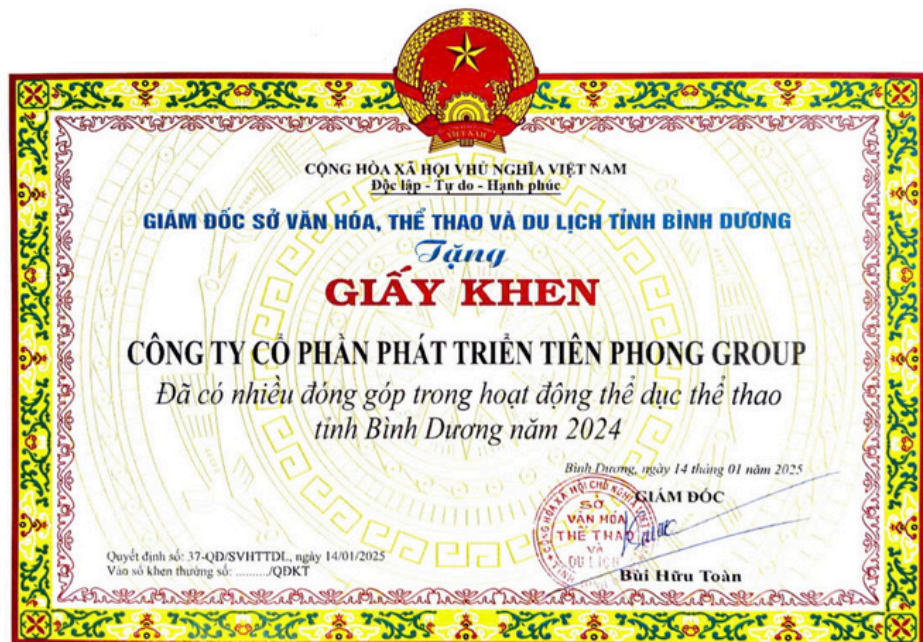 VIỆT NAM
CỘNG HÒA XÃ HỘI VHỦ NGHĨA VIỆT NAM
Độc lập - Tự do - Hạnh phúc
GIÁM ĐỐC SỞ VĂN HÓA, THỂ THAO VÀ DU LỊCH TỈNH BÌNH DƯƠNG
Tặng
GIẤY KHEN
CÔNG TY CỔ PHẦN PHÁT TRIỂN TIÊN PHONG GROUP
Đã có nhiều đóng góp trong hoạt động thể dục thể thao
tỉnh Bình Dương năm 2024
Bình Dương, ngày 14 tháng 01 năm 2025
GIÁM ĐỐC
SỞ
VĂN HÓA
THỂ THAO
VÀ
DU LỊCH
Bùi Hữu Toàn
Quyết định số: 37-QĐ/SVHTTDL, ngày 14/01/2025
Vào sổ khen thưởng số: ........../QĐKT